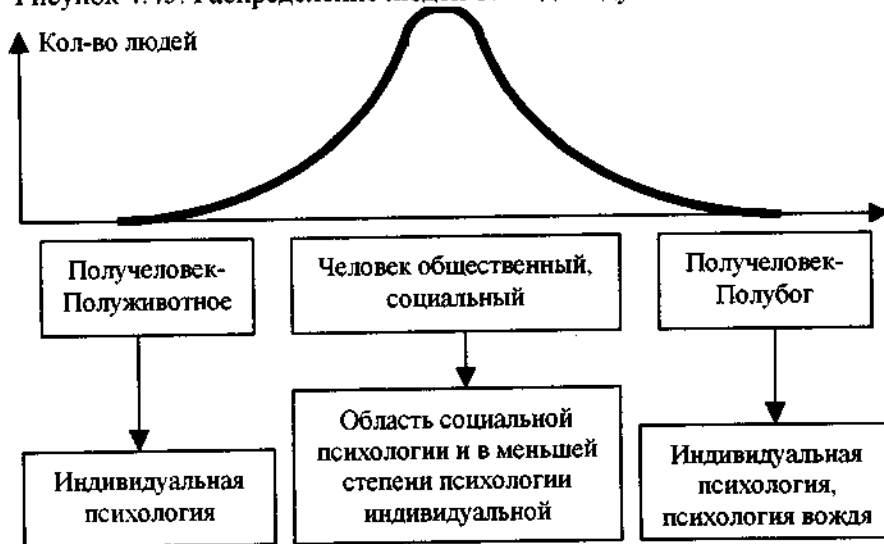 Кол-во людей
Получеловек-
Полуживотное
Человек общественный,
социальный
Получеловек-
Полубог
Индивидуальная
психология
Область социальной
психологии и в меньшей
степени психологии
индивидуальной
Индивидуальная
психология,
психология вождя